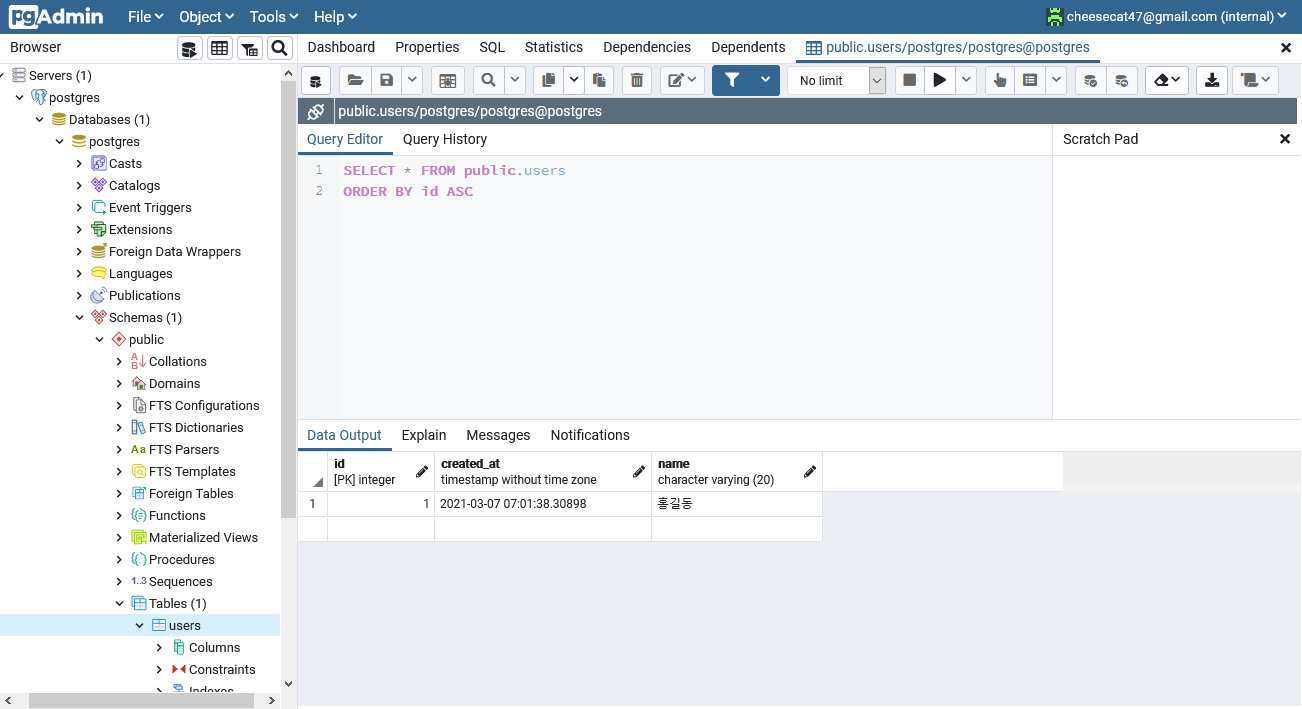 pgAdmin File Object Tools Help cheesecat47@gmail.com (internal)
Browser
Dashboard Properties SQL Statistics Dependencies Dependents public.users/postgres/postgres@postgres
Servers (1)
postgres
Databases (1)
postgres
Casts
Catalogs
Event Triggers
Extensions
Foreign Data Wrappers
Languages
Publications
Schemas (1)
public
Collations
Domains
FTS Configurations
FTS Dictionaries
FTS Parsers
FTS Templates
Foreign Tables
Functions
Materialized Views
Procedures
1..3 Sequences
Tables (1)
users
Columns
Constraints
Indexes
No limit
public.users/postgres/postgres@postgres
Query Editor Query History
Scratch Pad
1 SELECT * FROM public.users
2 ORDER BY id ASC
Data Output Explain Messages Notifications
id created_at name
[PK] integer timestamp without time zone character varying (20)
1 1 2021-03-07 07:01:38.30898 홍길동